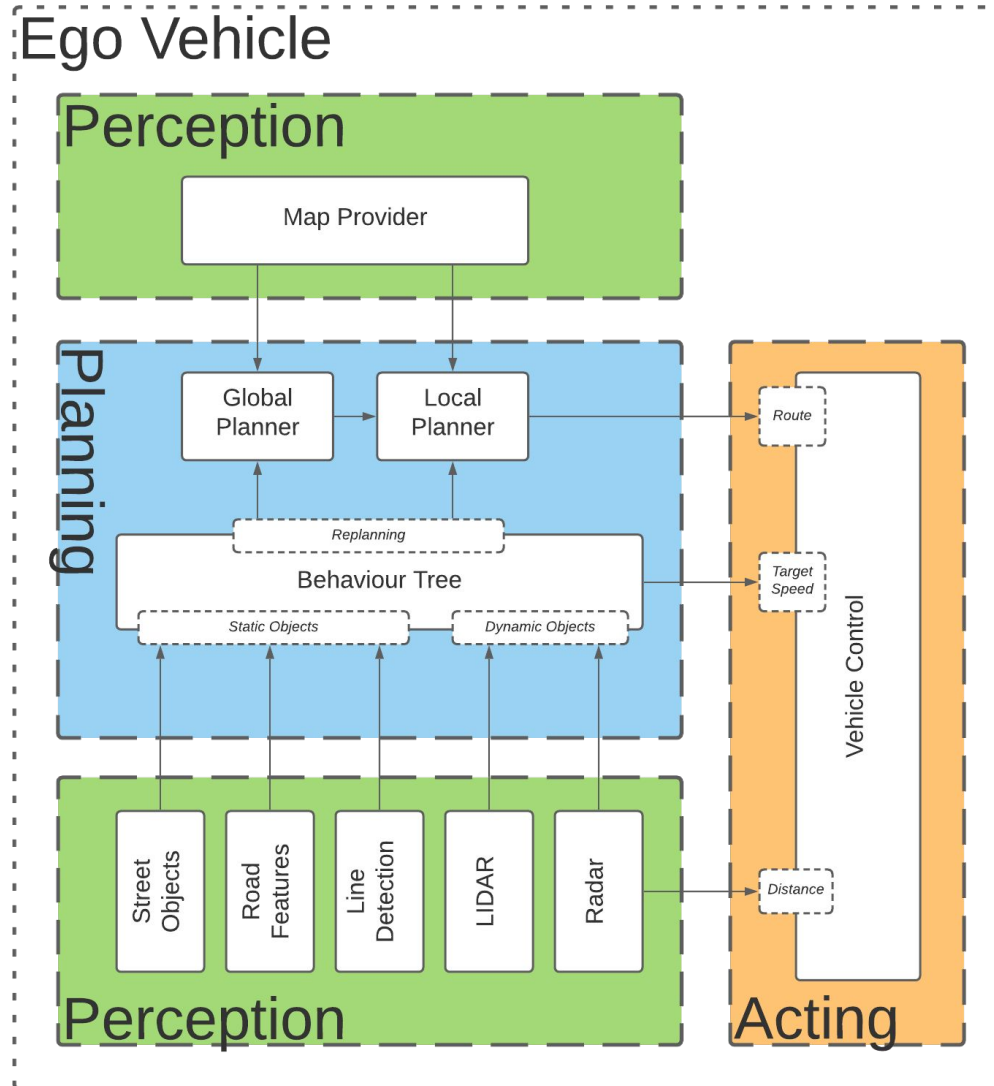 Ego Vehicle
Perception
Map Provider
Planning
Global
Planner
Local
Planner
Route
Replanning
Behaviour Tree
Target
Speed
Static Objects
Dynamic Objects
Vehicle Control
Street
Objects
Road
Features
Line
Detection
LIDAR
Radar
Distance
Perception
Acting